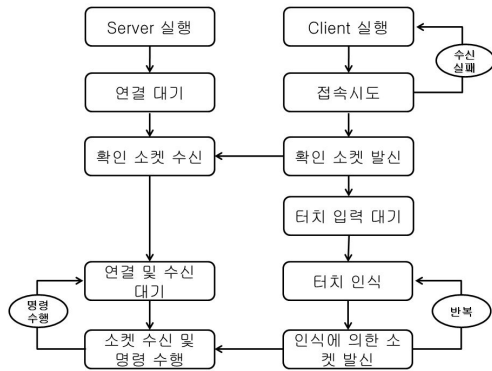 Server 실행
Client 실행
수신
실패
연결 대기
접속시도
확인 소켓 수신
확인 소켓 발신
터치 입력 대기
연결 및 수신
대기
터치 인식
명령
수행
반복
소켓 수신 및
명령 수행
인식에 의한 소
켓 발신